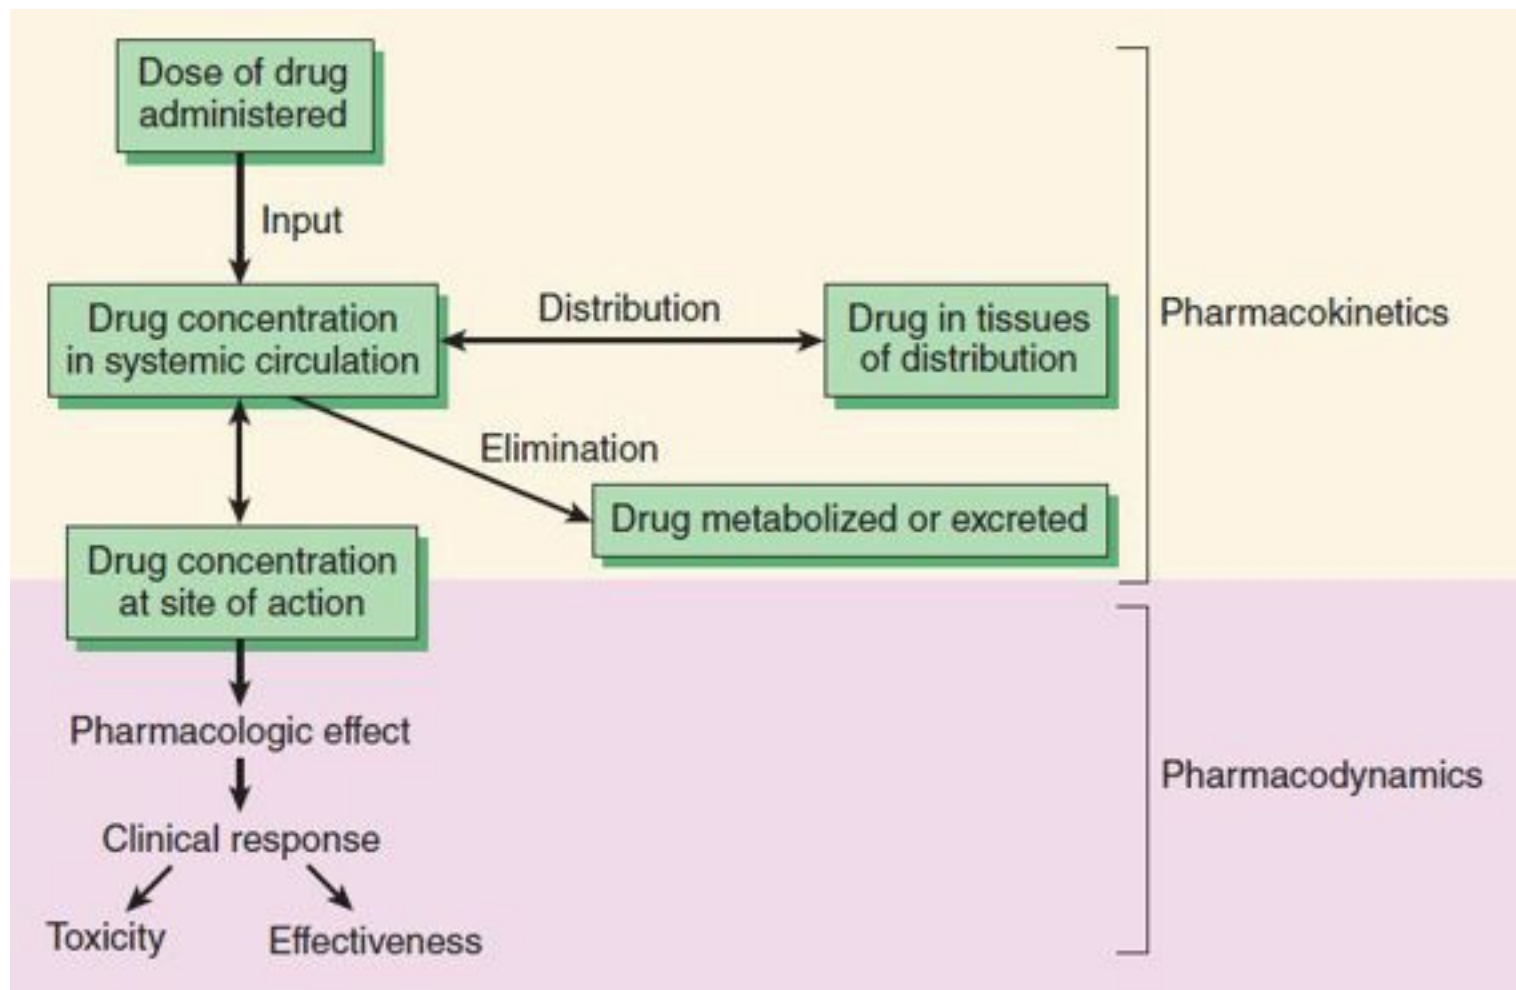 Dose of drug
administered
Input
Drug concentration
in systemic circulation
Distribution
Drug in tissues
of distribution
Pharmacokinetics
Elimination
Drug metabolized or excreted
Drug concentration
at site of action
Pharmacologic effect
Pharmacodynamics
Clinical response
Toxicity
Effectiveness